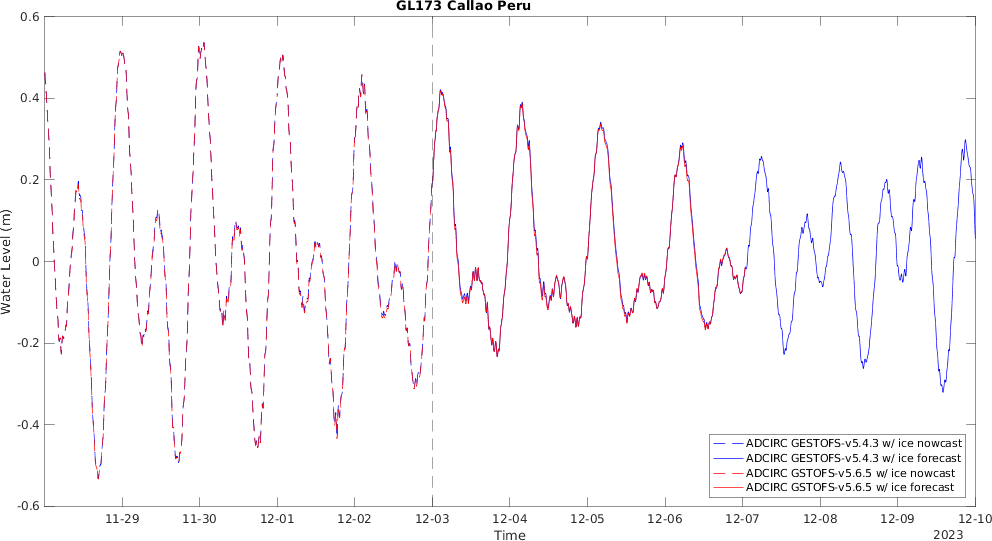 GL173 Callao Peru
0.6
0.4
0.2
0
-0.2
-0.4
-0.6
Water Level (m)
ADCIRC GESTOFS-v5.4.3 w/ ice nowcast
ADCIRC GESTOFS-v5.4.3 w/ ice forecast
ADCIRC GSTOFS-v5.6.5 w/ ice nowcast
ADCIRC GSTOFS-v5.6.5 w/ ice forecast
11-29 11-30 12-01 12-02 12-03 12-04 12-05 12-06 12-07 12-08 12-09 12-10
Time
2023